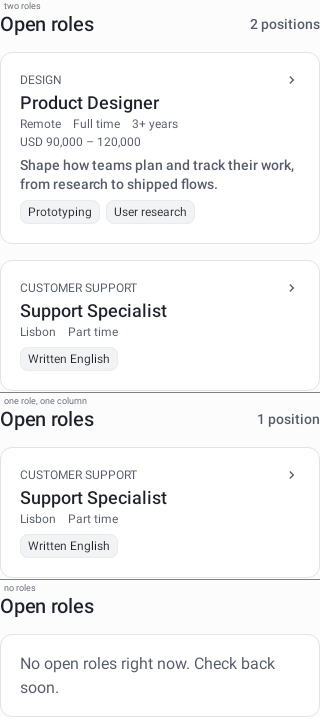 two roles
Open roles
2 positions
DESIGN
Product Designer
Remote Full time 3+ years
USD 90,000 – 120,000
Shape how teams plan and track their work,
from research to shipped flows.
Prototyping User research
CUSTOMER SUPPORT
Support Specialist
Lisbon Part time
Written English
one role, one column
Open roles
1 position
CUSTOMER SUPPORT
Support Specialist
Lisbon Part time
Written English
no roles
Open roles
No open roles right now. Check back
soon.